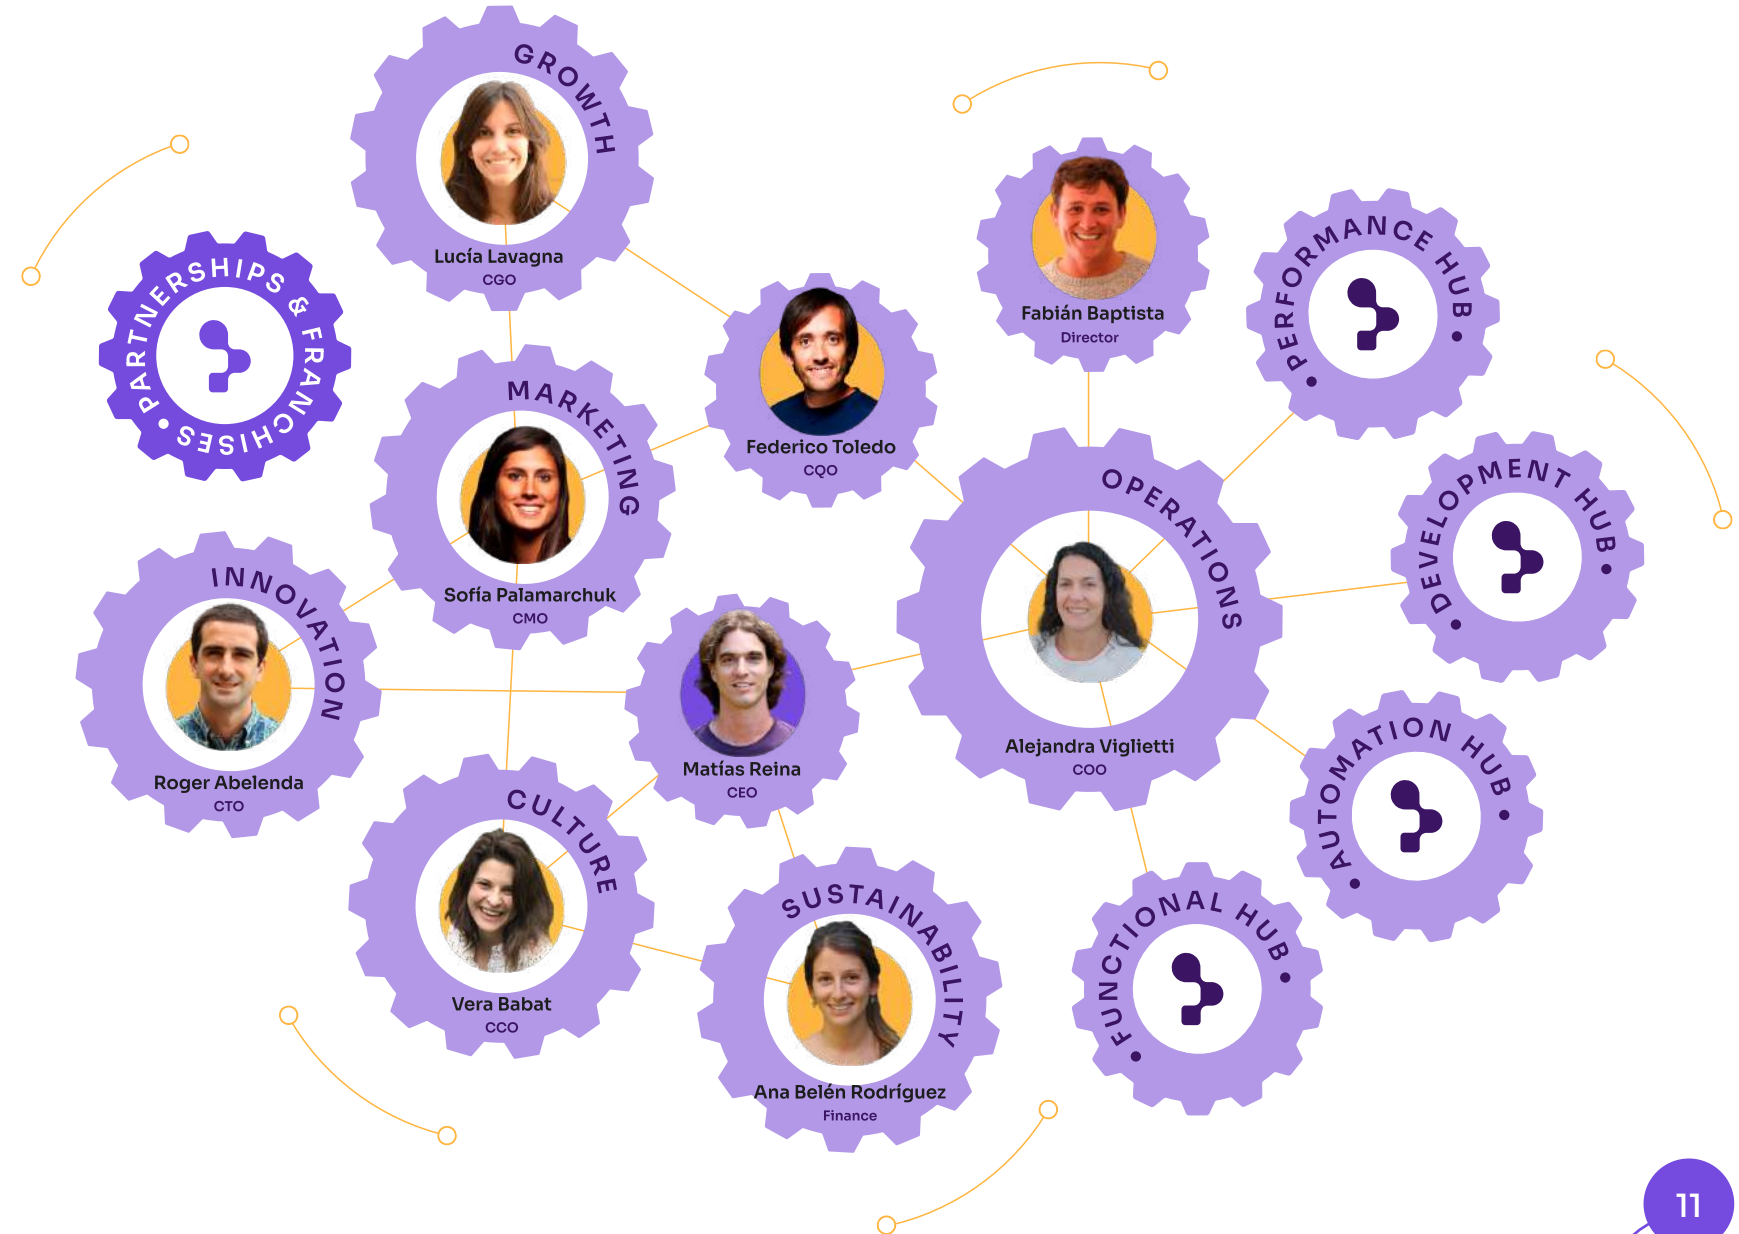 GROWTH
Lucía Lavagna
CGO
Fabián Baptista
Director
PERFORMANCE HUB
PARTNERSHIPS & FRANCHISES
MARKETING
Sofía Palamarchuk
CMO
Federico Toledo
CQO
OPERATIONS
Alejandra Viglietti
COO
DEVELOPMENT HUB
INNOVATION
Roger Abelenda
CTO
Matías Reina
CEO
AUTOMATION HUB
CULTURE
Vera Babat
CCO
SUSTAINABILITY
Ana Belén Rodríguez
Finance
FUNCTIONAL HUB
11